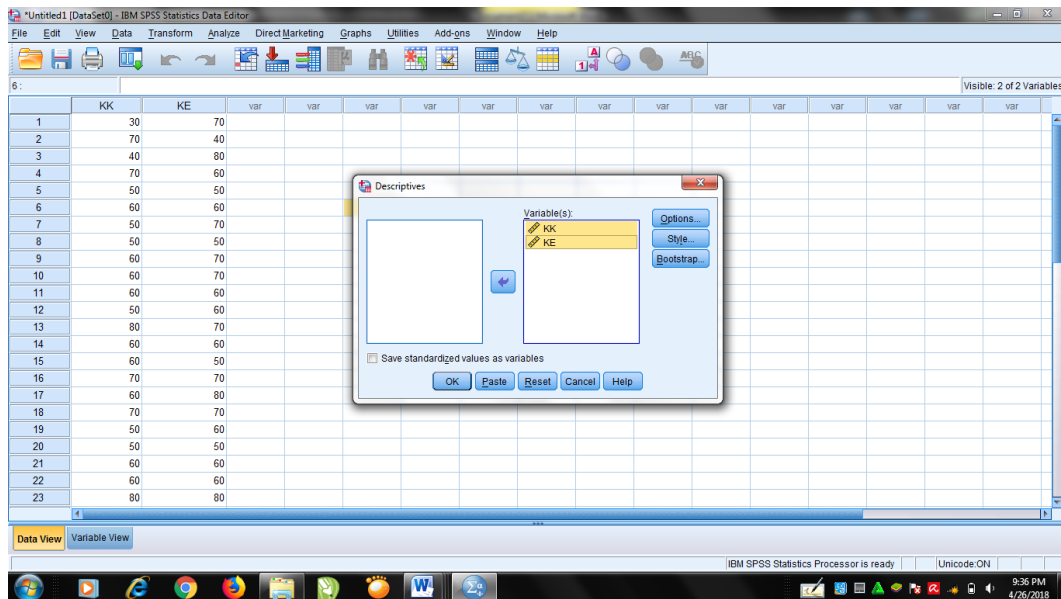 *Untitled1 [DataSet0] - IBM SPSS Statistics Data Editor
File Edit View Data Transform Analyze Direct Marketing Graphs Utilities Add-ons Window Help
6 :
Visible: 2 of 2 Variables
KK KE var var var var var var var var var var var var var
1 30 70
2 70 40
3 40 80
4 70 60
5 50 50
6 60 60
7 50 70
8 50 50
9 60 70
10 60 70
11 60 60
12 50 60
13 80 70
14 60 60
15 60 50
16 70 70
17 60 80
18 70 70
19 50 60
20 50 50
21 60 60
22 60 60
23 80 80
Descriptives
Variable(s):
KK
KE
Options...
Style...
Bootstrap...
Save standardized values as variables
OK Paste Reset Cancel Help
Data View Variable View
IBM SPSS Statistics Processor is ready Unicode:ON
9:36 PM
4/26/2018